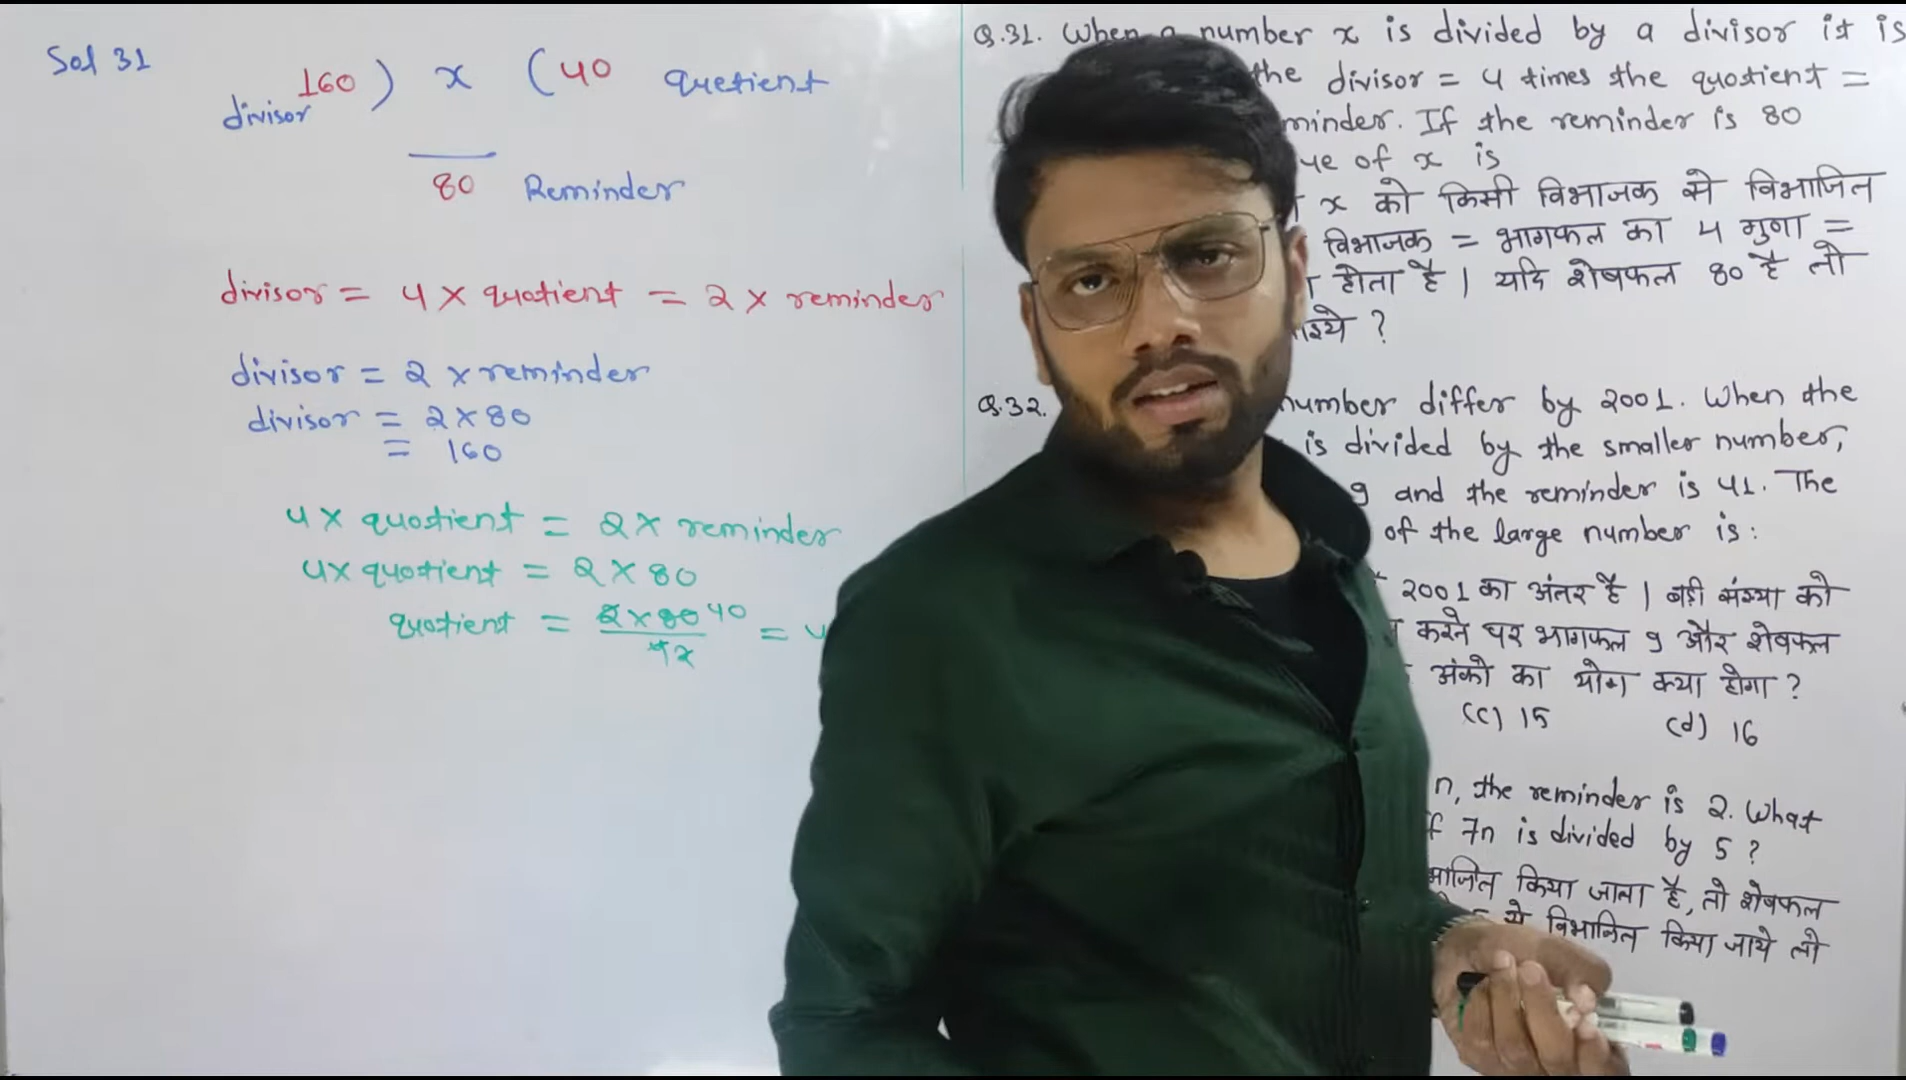 Sol 31
160 ) x ( 40 quetient
divisor
80 Reminder
divisor = 4 x quotient = 2 x reminder
divisor = 2 x reminder
divisor = 2 x 80
= 160
4 x quotient = 2 x reminder
4 x quotient = 2 x 80
quotient = 2 x 80 40 = 4
Q.31. When a number x is divided by a divisor it is
the divisor = 4 times the quotient =
minder. If the reminder is 80
ue of x is
x को किसी विभाजक से विभाजित
विभाजक = भागफल का 4 गुणा =
होता है | यदि शेषफल 80 है तो
?
Q.32. number differ by 2001. When the
is divided by the smaller number,
9 and the reminder is 41. The
of the large number is:
2001 का अंतर है | बड़ी संख्या को
करने पर भागफल 9 और शेषफल
अंको का योग क्या होगा ?
(c) 15 (d) 16
n, the reminder is 2. What
f 7n is divided by 5 ?
भाजित किया जाता है, तो शेषफल
से विभाजित किया जाये तो